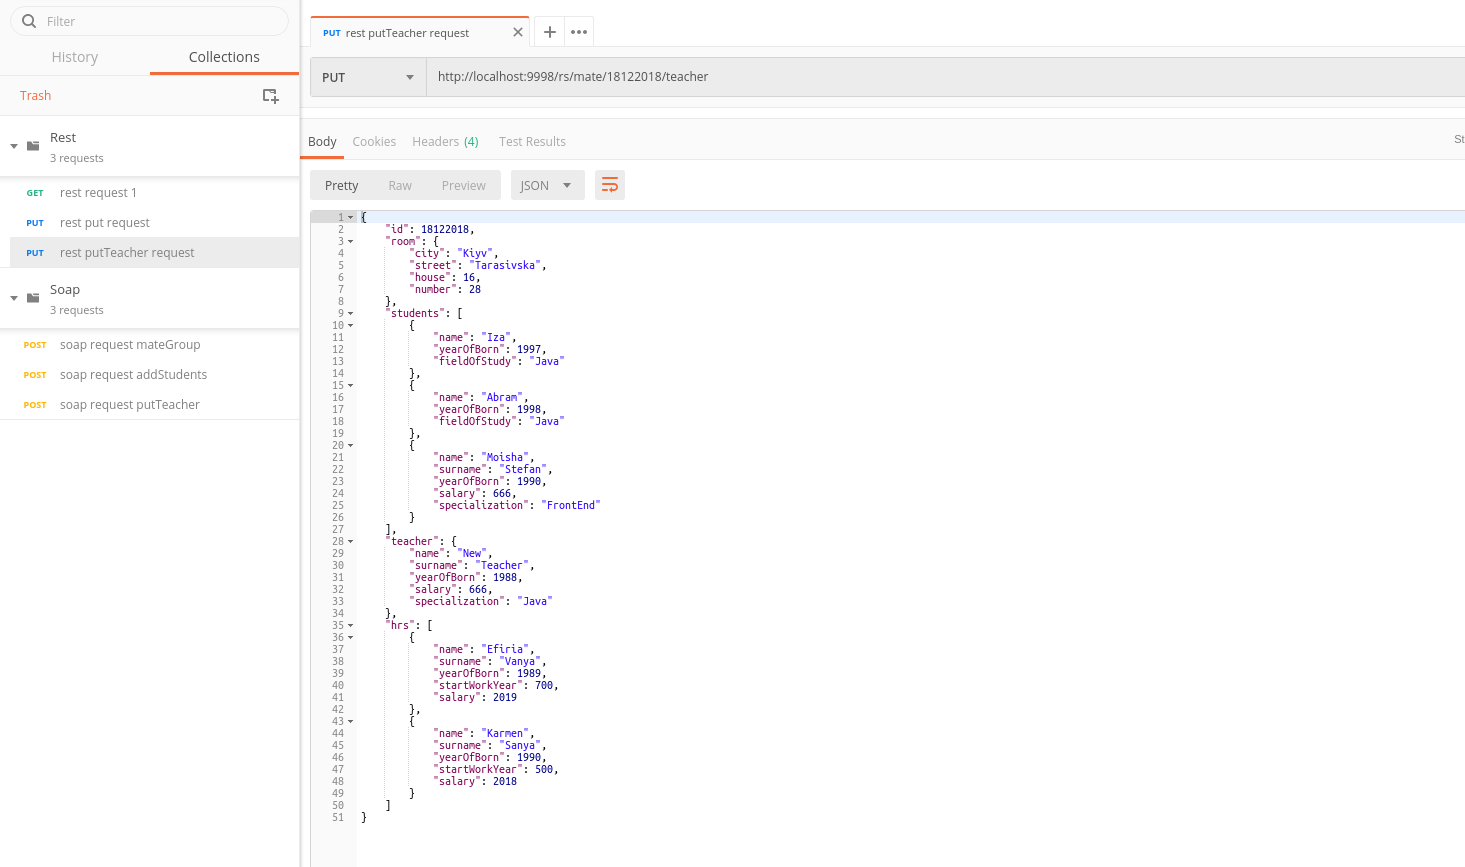 Filter
History
Collections
Trash
Rest
3 requests
GET rest request 1
PUT rest put request
PUT rest putTeacher request
Soap
3 requests
POST soap request mateGroup
POST soap request addStudents
POST soap request putTeacher
PUT rest putTeacher request
PUT http://localhost:9998/rs/mate/18122018/teacher
Body Cookies Headers (4) Test Results St
Pretty Raw Preview JSON
1 {
2 "id": 18122018,
3 "room": {
4 "city": "Kiyv",
5 "street": "Tarasivska",
6 "house": 16,
7 "number": 28
8 },
9 "students": [
10 {
11 "name": "Iza",
12 "yearOfBorn": 1997,
13 "fieldOfStudy": "Java"
14 },
15 {
16 "name": "Abram",
17 "yearOfBorn": 1998,
18 "fieldOfStudy": "Java"
19 },
20 {
21 "name": "Moisha",
22 "surname": "Stefan",
23 "yearOfBorn": 1990,
24 "salary": 666,
25 "specialization": "FrontEnd"
26 }
27 ],
28 "teacher": {
29 "name": "New",
30 "surname": "Teacher",
31 "yearOfBorn": 1988,
32 "salary": 666,
33 "specialization": "Java"
34 },
35 "hrs": [
36 {
37 "name": "Efiria",
38 "surname": "Vanya",
39 "yearOfBorn": 1989,
40 "startWorkYear": 700,
41 "salary": 2019
42 },
43 {
44 "name": "Karmen",
45 "surname": "Sanya",
46 "yearOfBorn": 1990,
47 "startWorkYear": 500,
48 "salary": 2018
49 }
50 ]
51 }